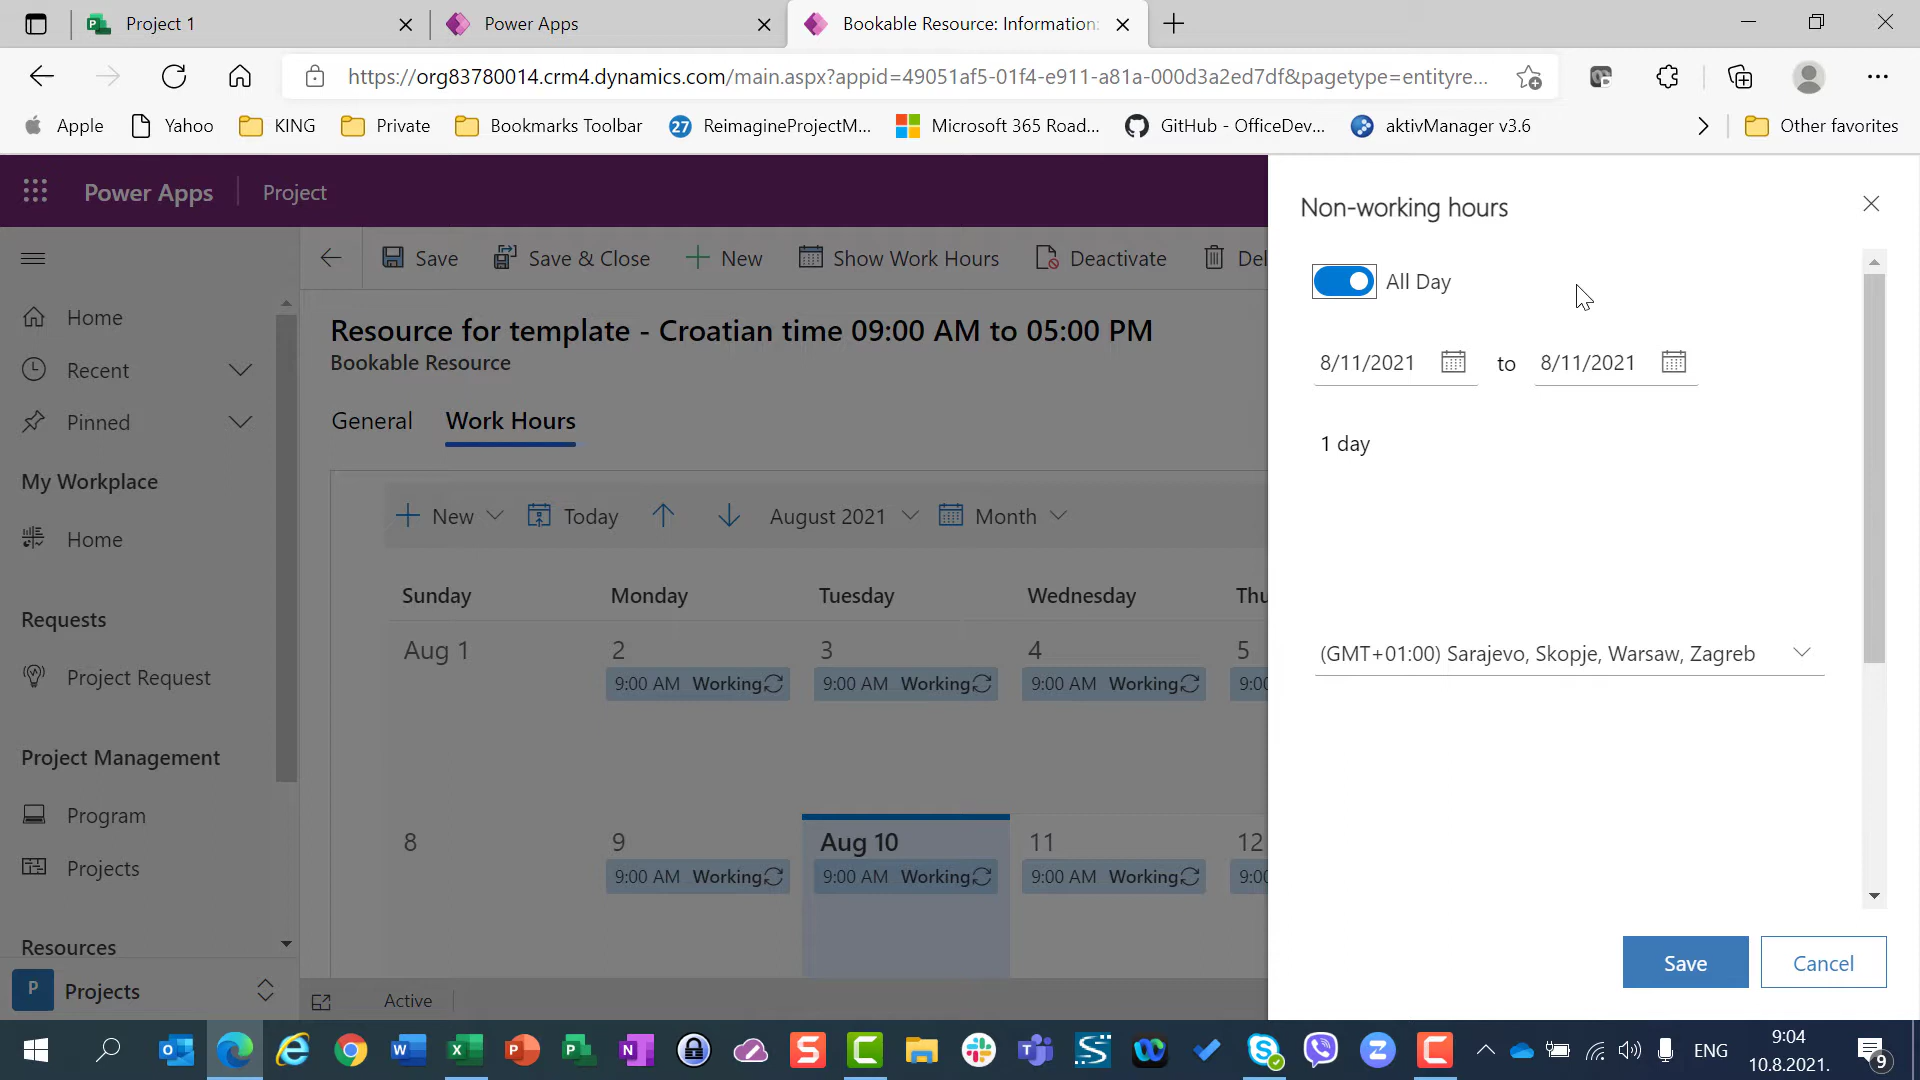 Project 1
Power Apps
Bookable Resource: Information:
https://org83780014.crm4.dynamics.com/main.aspx?appid=49051af5-01f4-e911-a81a-000d3a2ed7df&pagetype=entityre...
Apple
Yahoo
KING
Private
Bookmarks Toolbar
27
ReimagineProjectM...
Microsoft 365 Road...
GitHub - OfficeDev...
aktivManager v3.6
Other favorites
Power Apps
Project
Save
Save & Close
New
Show Work Hours
Deactivate
Del
Home
Recent
Pinned
My Workplace
Home
Requests
Project Request
Project Management
Program
Projects
Resources
P
Projects
Resource for template - Croatian time 09:00 AM to 05:00 PM
Bookable Resource
General
Work Hours
New
Today
August 2021
Month
Sunday
Monday
Tuesday
Wednesday
Thu
Aug 1
2
3
4
5
9:00 AM Working
9:00 AM Working
9:00 AM Working
9:00
8
9
Aug 10
11
12
9:00 AM Working
9:00 AM Working
9:00 AM Working
9:00
Active
Non-working hours
All Day
8/11/2021
to
8/11/2021
1 day
(GMT+01:00) Sarajevo, Skopje, Warsaw, Zagreb
Save
Cancel
ENG
9:04
10.8.2021.
9